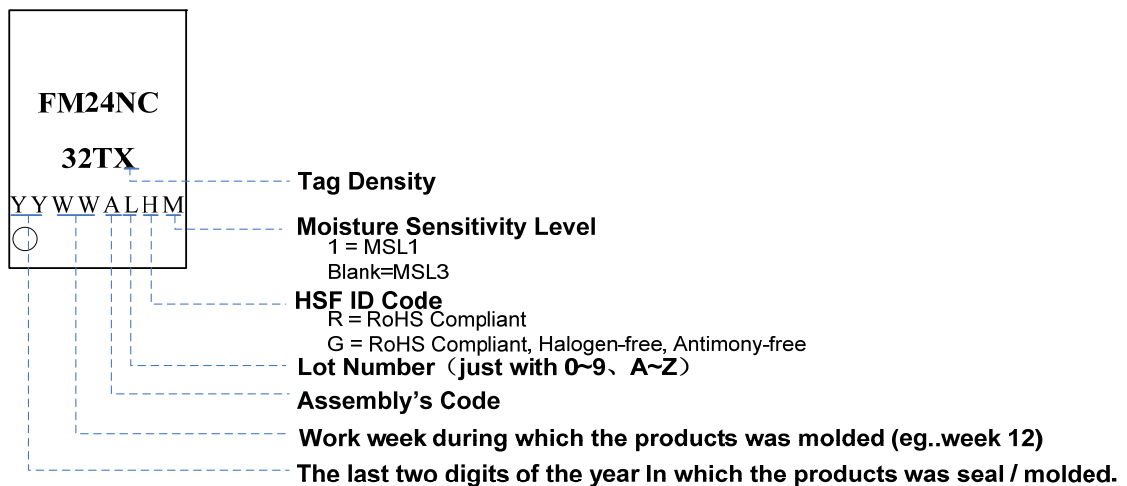 FM24NC
32TX
Tag Density
YYWWALHM
Moisture Sensitivity Level
1 = MSL1
Blank=MSL3
HSF ID Code
R = RoHS Compliant
G = RoHS Compliant, Halogen-free, Antimony-free
Lot Number（just with 0~9、A~Z）
Assembly's Code
Work week during which the products was molded (eg..week 12)
The last two digits of the year In which the products was seal / molded.